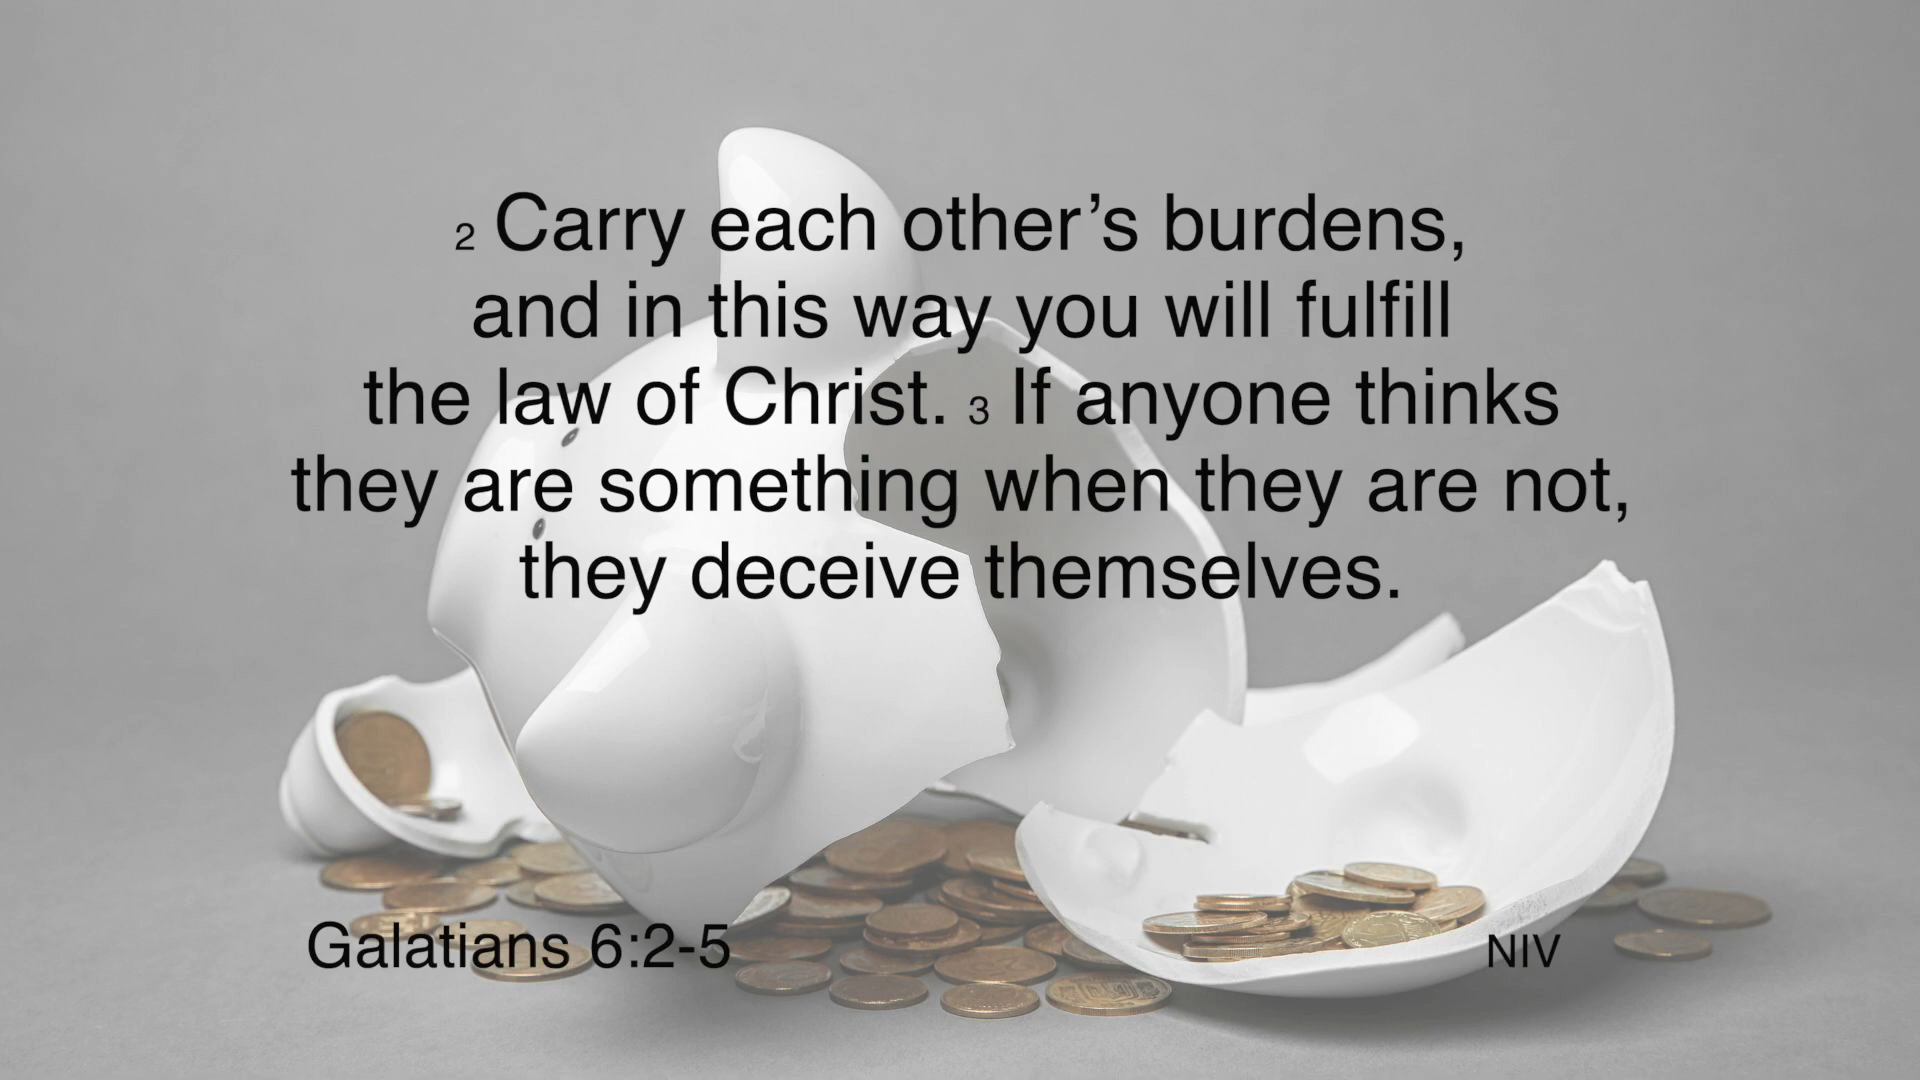 2 Carry each other’s burdens,
and in this way you will fulfill
the law of Christ. 3 If anyone thinks
they are something when they are not,
they deceive themselves.
Galatians 6:2-5
NIV